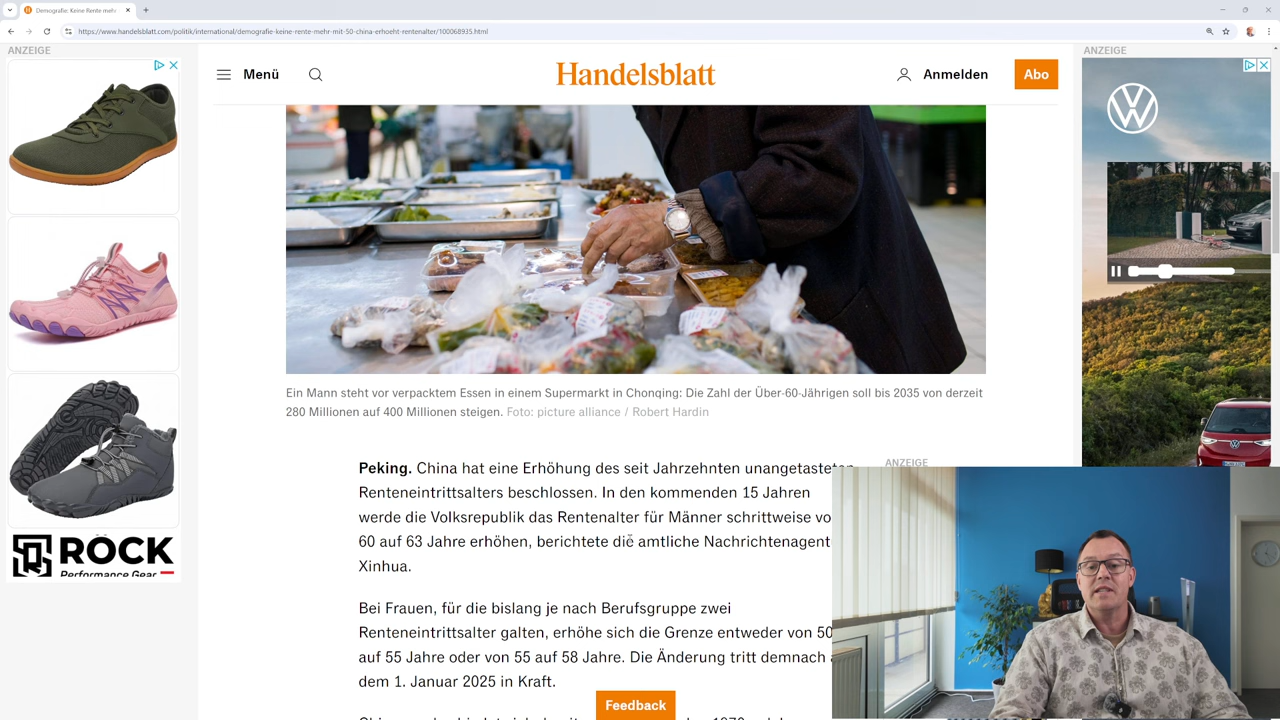 Demografie: Keine Rente mehr
https://www.handelsblatt.com/politik/international/demografie-keine-rente-mehr-mit-50-china-erhoeht-rentenalter/100068935.html
ANZEIGE
ANZEIGE
Menü
Handelsblatt
Anmelden
Abo
Ein Mann steht vor verpacktem Essen in einem Supermarkt in Chonqing: Die Zahl der Über-60-Jährigen soll bis 2035 von derzeit
280 Millionen auf 400 Millionen steigen. Foto: picture alliance / Robert Hardin
Peking. China hat eine Erhöhung des seit Jahrzehnten unangetasteten
ANZEIGE
Renteneintrittsalters beschlossen. In den kommenden 15 Jahren
werde die Volksrepublik das Rentenalter für Männer schrittweise vo
60 auf 63 Jahre erhöhen, berichtete die amtliche Nachrichtenagent
Xinhua.
Bei Frauen, für die bislang je nach Berufsgruppe zwei
Renteneintrittsalter galten, erhöhe sich die Grenze entweder von 50
auf 55 Jahre oder von 55 auf 58 Jahre. Die Änderung tritt demnach
dem 1. Januar 2025 in Kraft.
Feedback
ROCK
Performance Gear